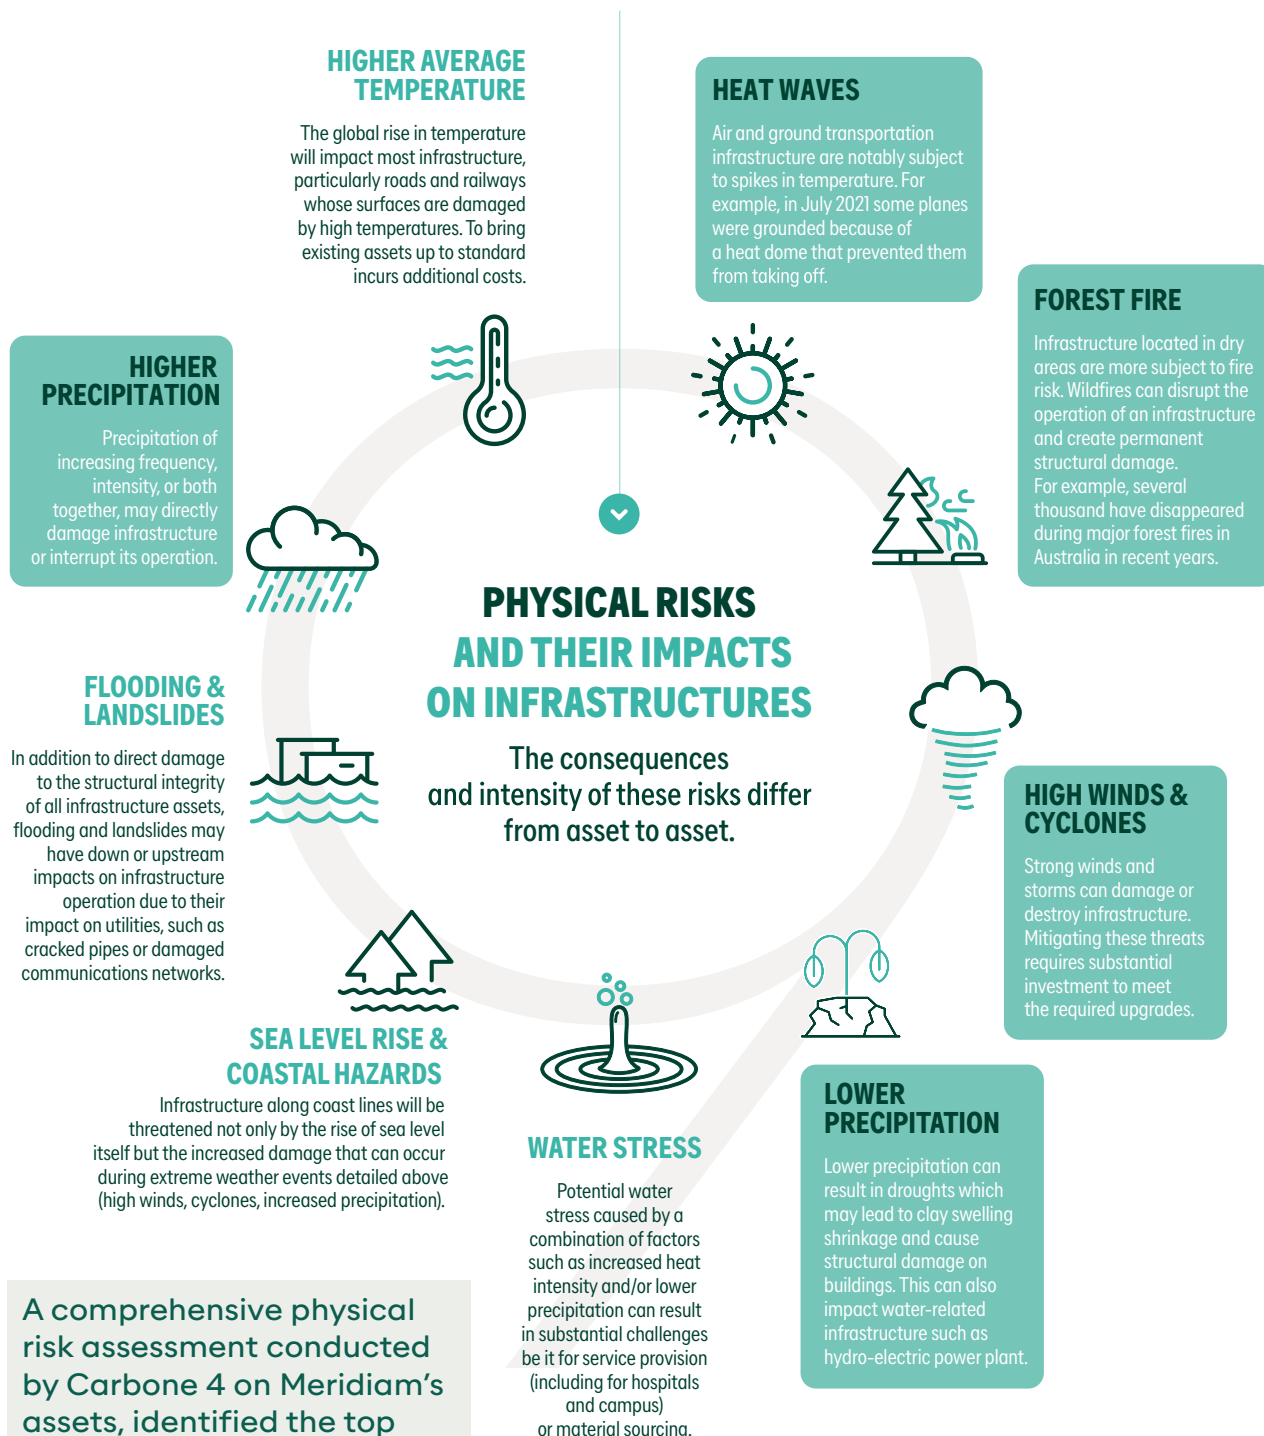 HIGHER AVERAGE
TEMPERATURE
The global rise in temperature
will impact most infrastructure,
particularly roads and railways
whose surfaces are damaged
by high temperatures. To bring
existing assets up to standard
incurs additional costs.
HEAT WAVES
Air and ground transportation
infrastructure are notably subject
to spikes in temperature. For
example, in July 2021 some planes
were grounded because of
a heat dome that prevented them
from taking off.
FOREST FIRE
Infrastructure located in dry
areas are more subject to fire
risk. Wildfires can disrupt the
operation of an infrastructure
and create permanent
structural damage.
For example, several
thousand have disappeared
during major forest fires in
Australia in recent years.
HIGHER
PRECIPITATION
Precipitation of
increasing frequency,
intensity, or both
together, may directly
damage infrastructure
or interrupt its operation.
PHYSICAL RISKS
AND THEIR IMPACTS
ON INFRASTRUCTURES
The consequences
and intensity of these risks differ
from asset to asset.
FLOODING &
LANDSLIDES
In addition to direct damage
to the structural integrity
of all infrastructure assets,
flooding and landslides may
have down or upstream
impacts on infrastructure
operation due to their
impact on utilities, such as
cracked pipes or damaged
communications networks.
HIGH WINDS &
CYCLONES
Strong winds and
storms can damage or
destroy infrastructure.
Mitigating these threats
requires substantial
investment to meet
the required upgrades.
SEA LEVEL RISE &
COASTAL HAZARDS
Infrastructure along coast lines will be
threatened not only by the rise of sea level
itself but the increased damage that can occur
during extreme weather events detailed above
(high winds, cyclones, increased precipitation).
WATER STRESS
Potential water
stress caused by a
combination of factors
such as increased heat
intensity and/or lower
precipitation can result
in substantial challenges
be it for service provision
(including for hospitals
and campus)
or material sourcing.
LOWER
PRECIPITATION
Lower precipitation can
result in droughts which
may lead to clay swelling
shrinkage and cause
structural damage on
buildings. This can also
impact water-related
infrastructure such as
hydro-electric power plant.
A comprehensive physical
risk assessment conducted
by Carbone 4 on Meridiam's
assets, identified the top